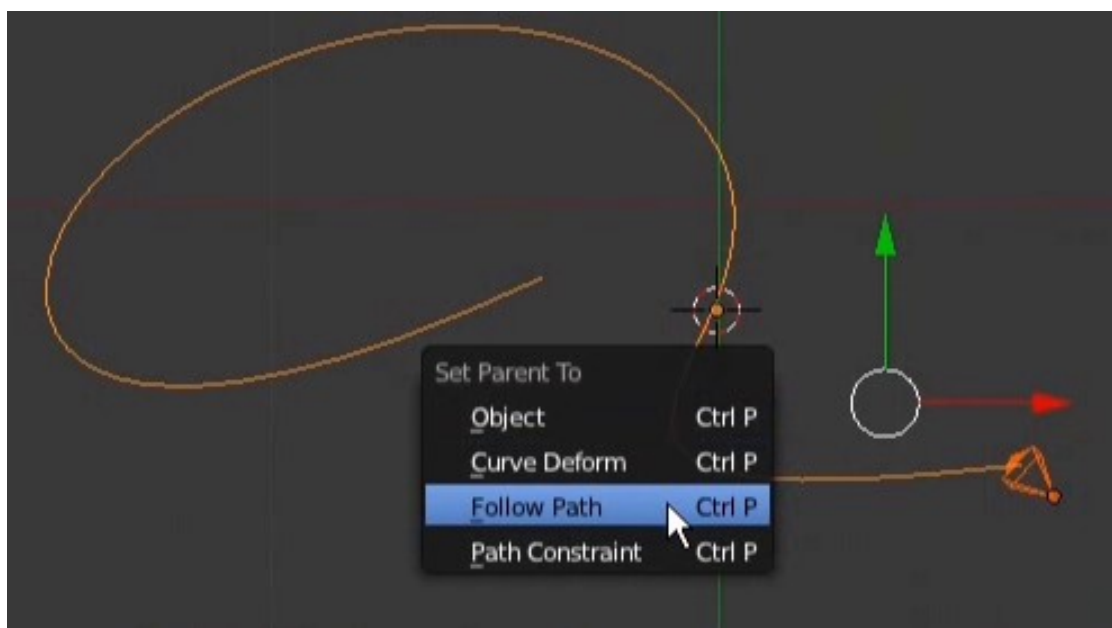 Set Parent To
Object Ctrl P
Curve Deform Ctrl P
Follow Path Ctrl P
Path Constraint Ctrl P